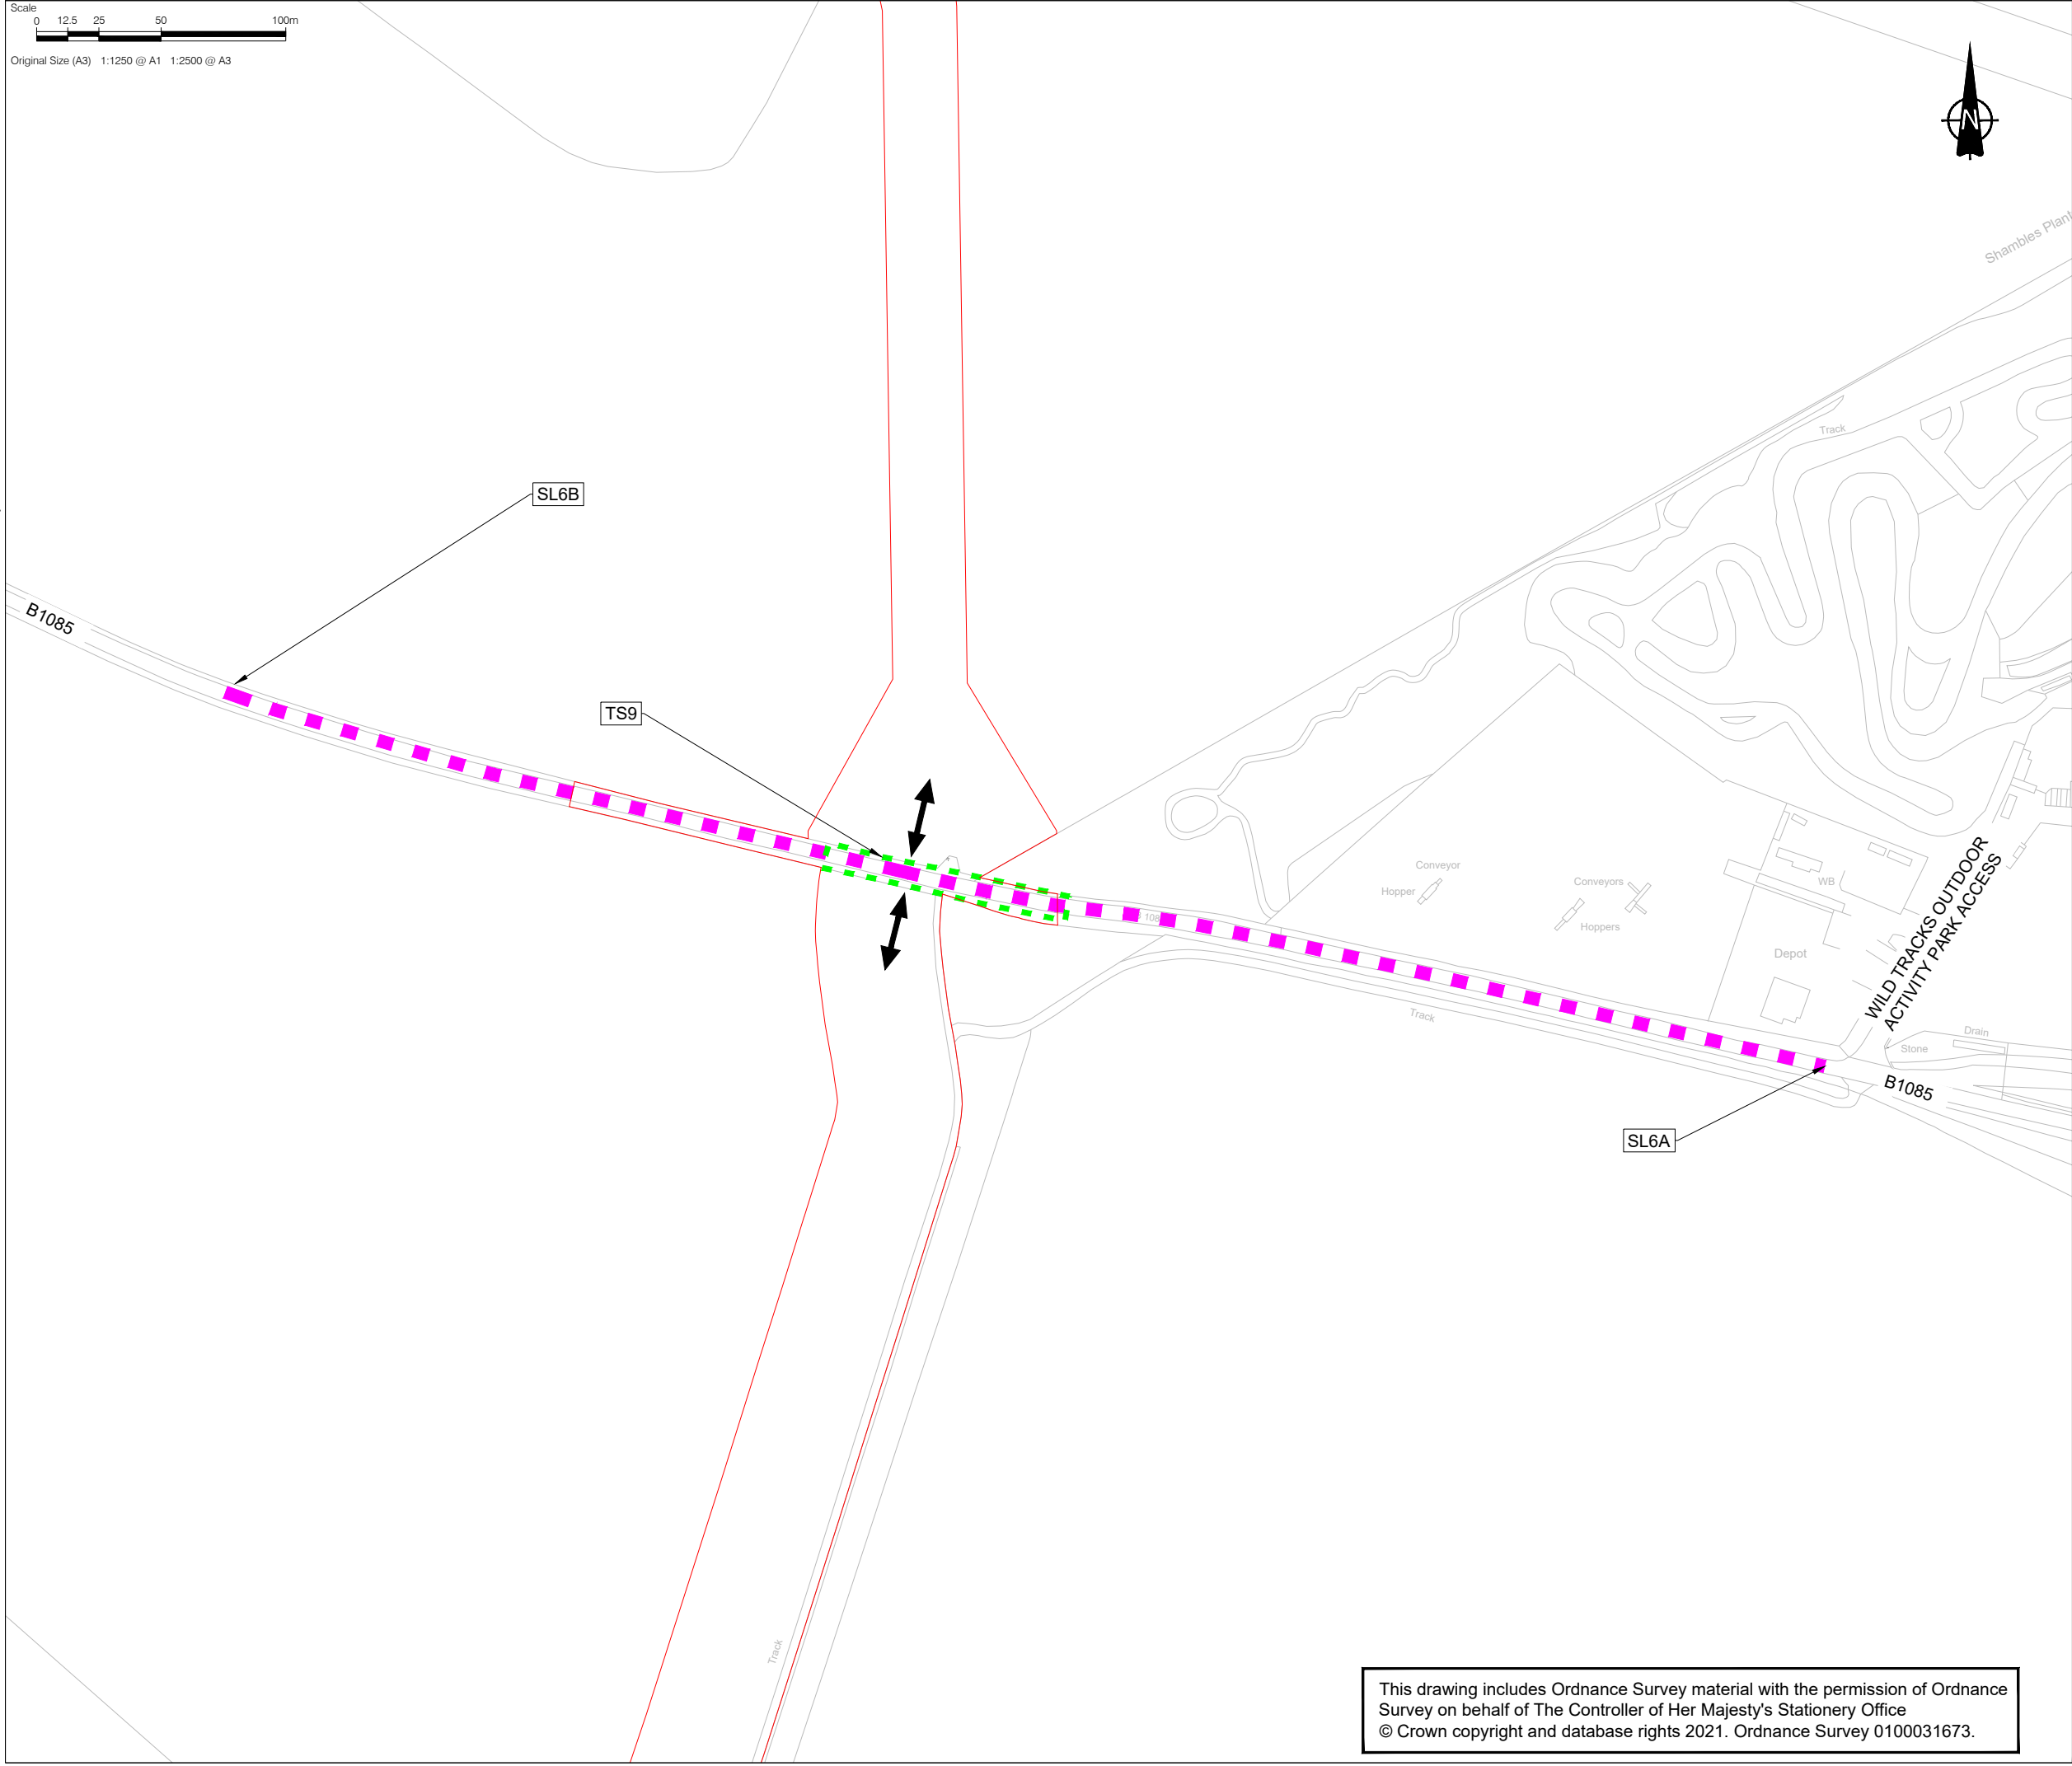 Scale
0 12.5 25 50 100m
Original Size (A3) 1:1250 @ A1 1:2500 @ A3
N
Shambles
Track
SL6B
B1085
TS9
Conveyor
Hopper
Conveyors
Hoppers
WB
Depot
WILD TRACKS OUTDOOR
ACTIVITY PARK ACCESS
Track
Drain
Stone
B1085
SL6A
Track
This drawing includes Ordnance Survey material with the permission of Ordnance
Survey on behalf of The Controller of Her Majesty's Stationery Office
© Crown copyright and database rights 2021. Ordnance Survey 0100031673.